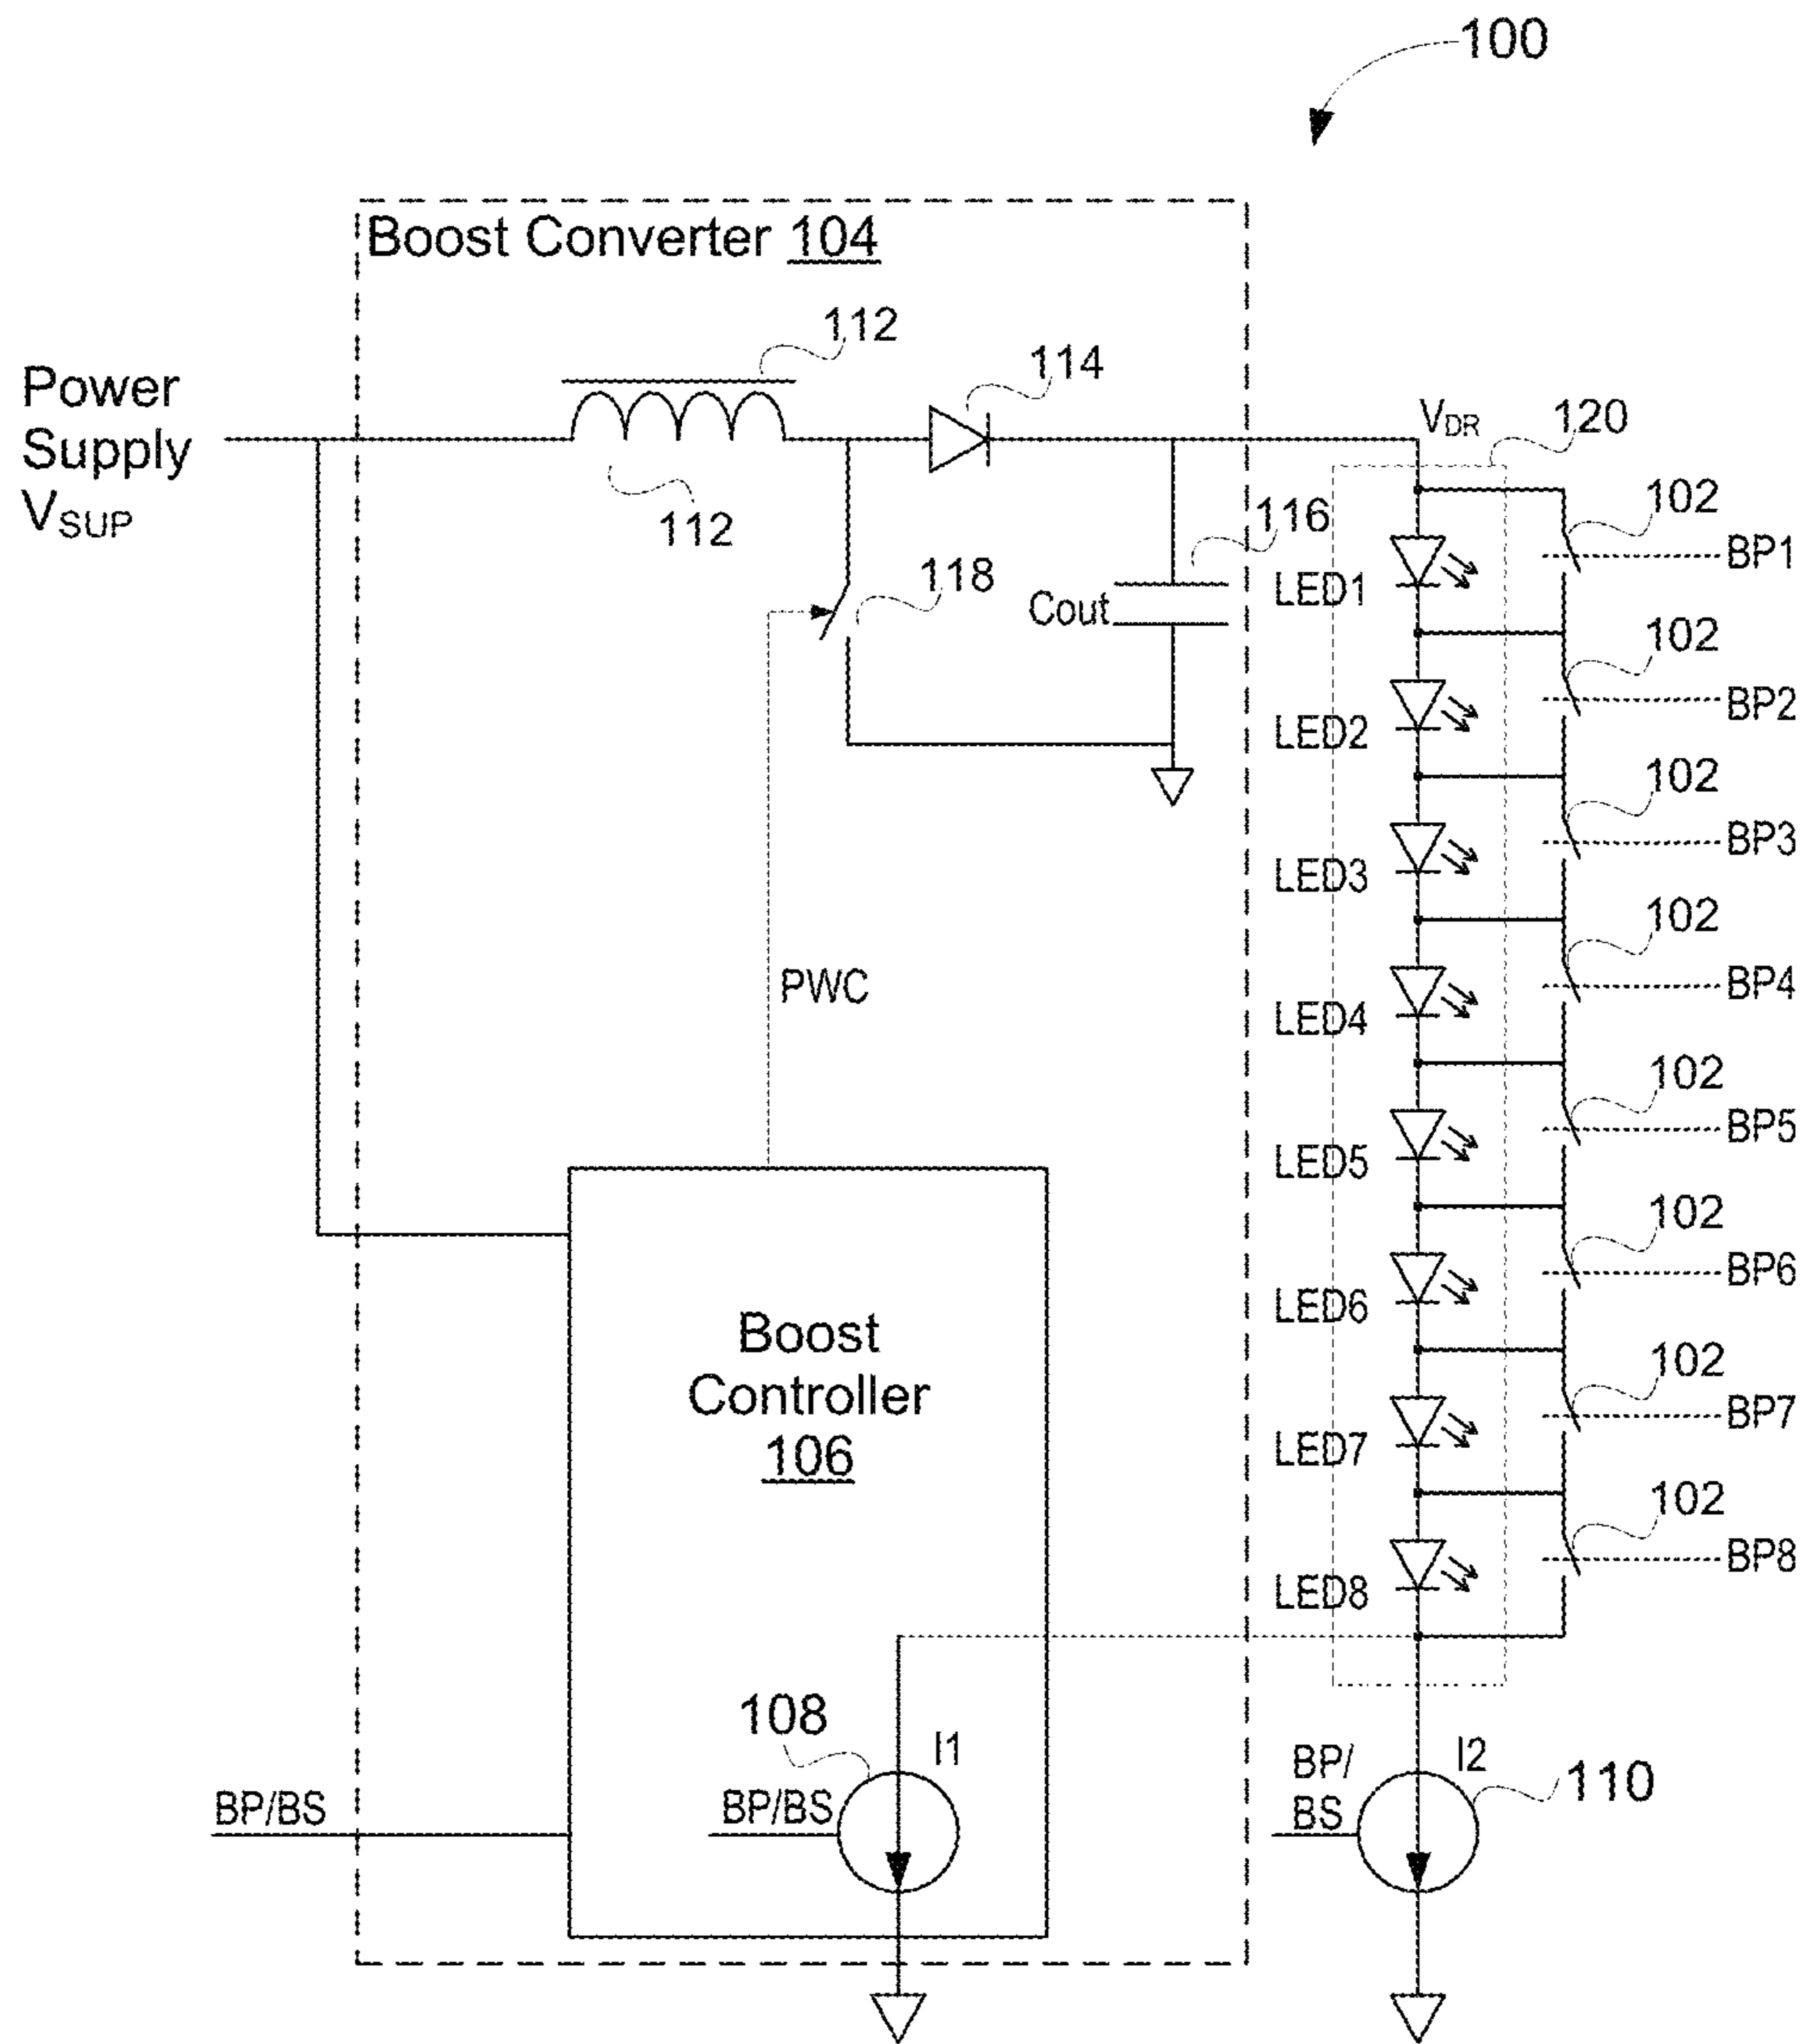 100
Boost Converter 104
112
114
Power
Supply
VSUP
VDR
120
112
118
116
Cout
LED1
102
BP1
LED2
102
BP2
LED3
102
BP3
PWC
LED4
102
BP4
LED5
102
BP5
LED6
102
BP6
Boost
Controller
106
LED7
102
BP7
LED8
102
BP8
108
I1
BP/BS
BP/BS
BP/
BS
I2
110